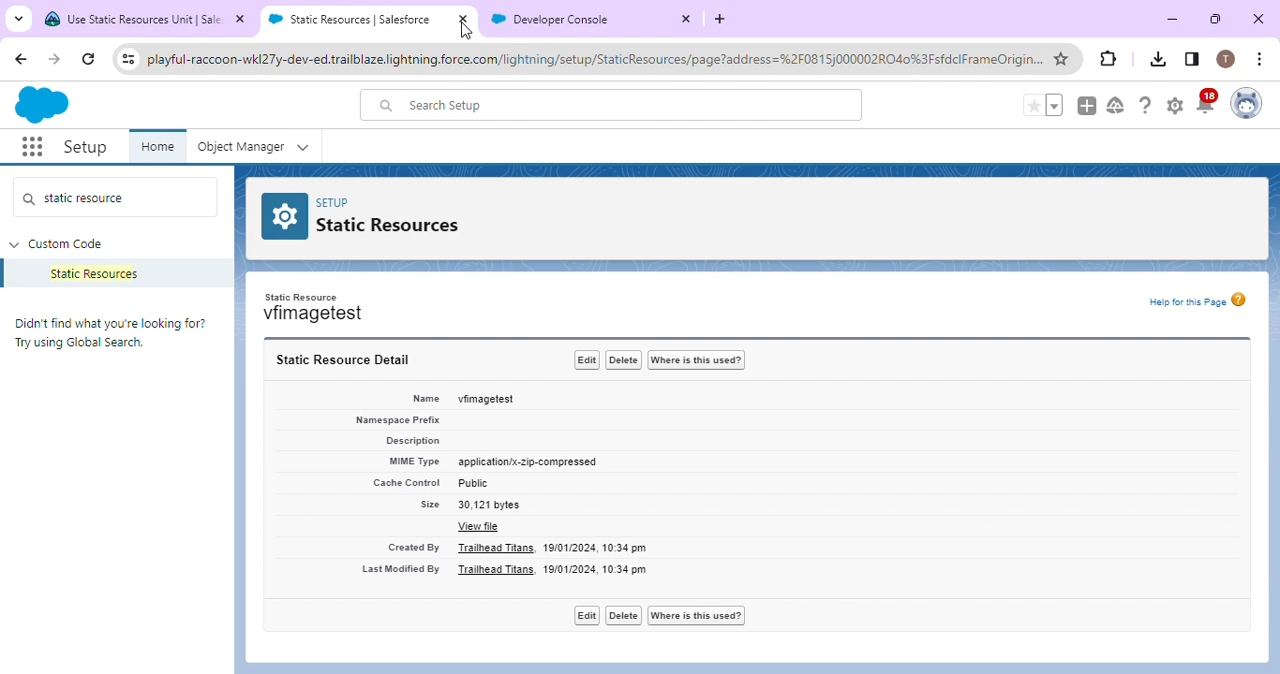 Use Static Resources Unit | Sale
Static Resources | Salesforce
Developer Console
playful-raccoon-wkl27y-dev-ed.trailblaze.lightning.force.com/lightning/setup/StaticResources/page?address=%2F0815j000002RO4o%3FsfdcIFrameOrigin...
T
Search Setup
18
Setup
Home
Object Manager
static resource
Custom Code
Static Resources
Didn't find what you're looking for?
Try using Global Search.
SETUP
Static Resources
Static Resource
vfimagetest
Help for this Page ?
Static Resource Detail
Edit Delete Where is this used?
Name vfimagetest
Namespace Prefix
Description
MIME Type application/x-zip-compressed
Cache Control Public
Size 30,121 bytes
View file
Created By Trailhead Titans, 19/01/2024, 10:34 pm
Last Modified By Trailhead Titans, 19/01/2024, 10:34 pm
Edit Delete Where is this used?